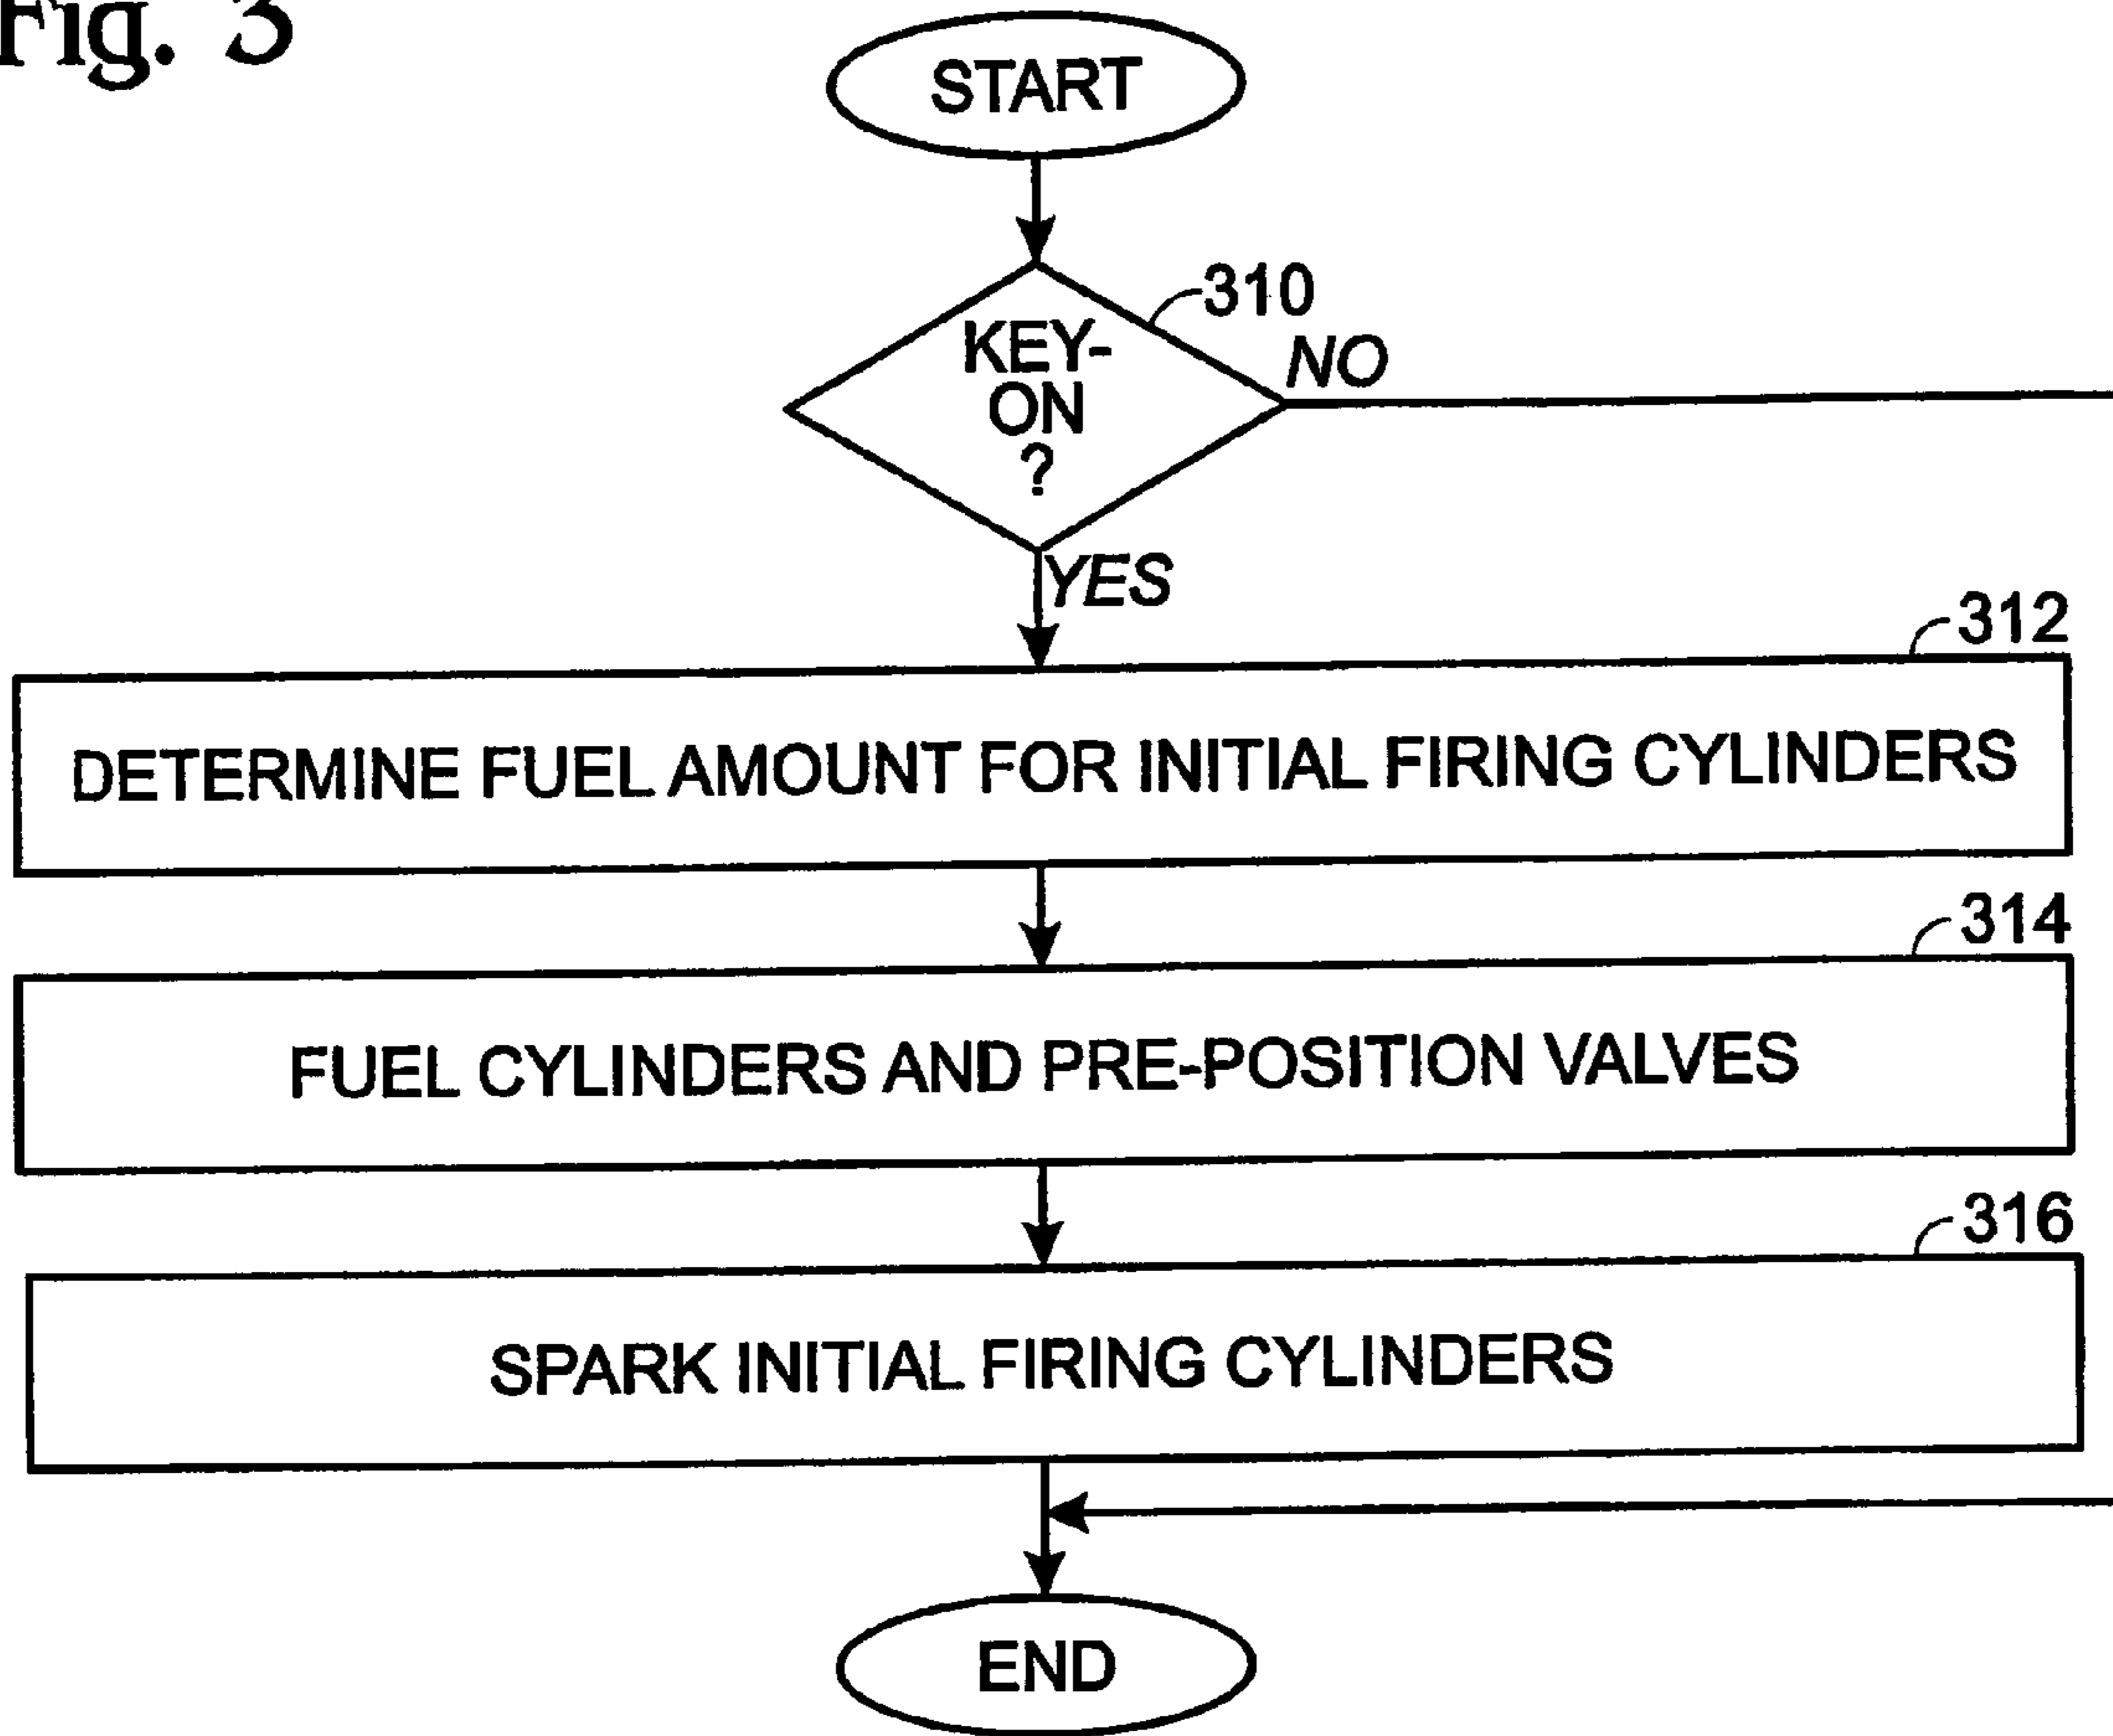 Fig. 3
START
310
KEY-
ON
?
NO
YES
312
DETERMINE FUEL AMOUNT FOR INITIAL FIRING CYLINDERS
314
FUEL CYLINDERS AND PRE-POSITION VALVES
316
SPARK INITIAL FIRING CYLINDERS
END